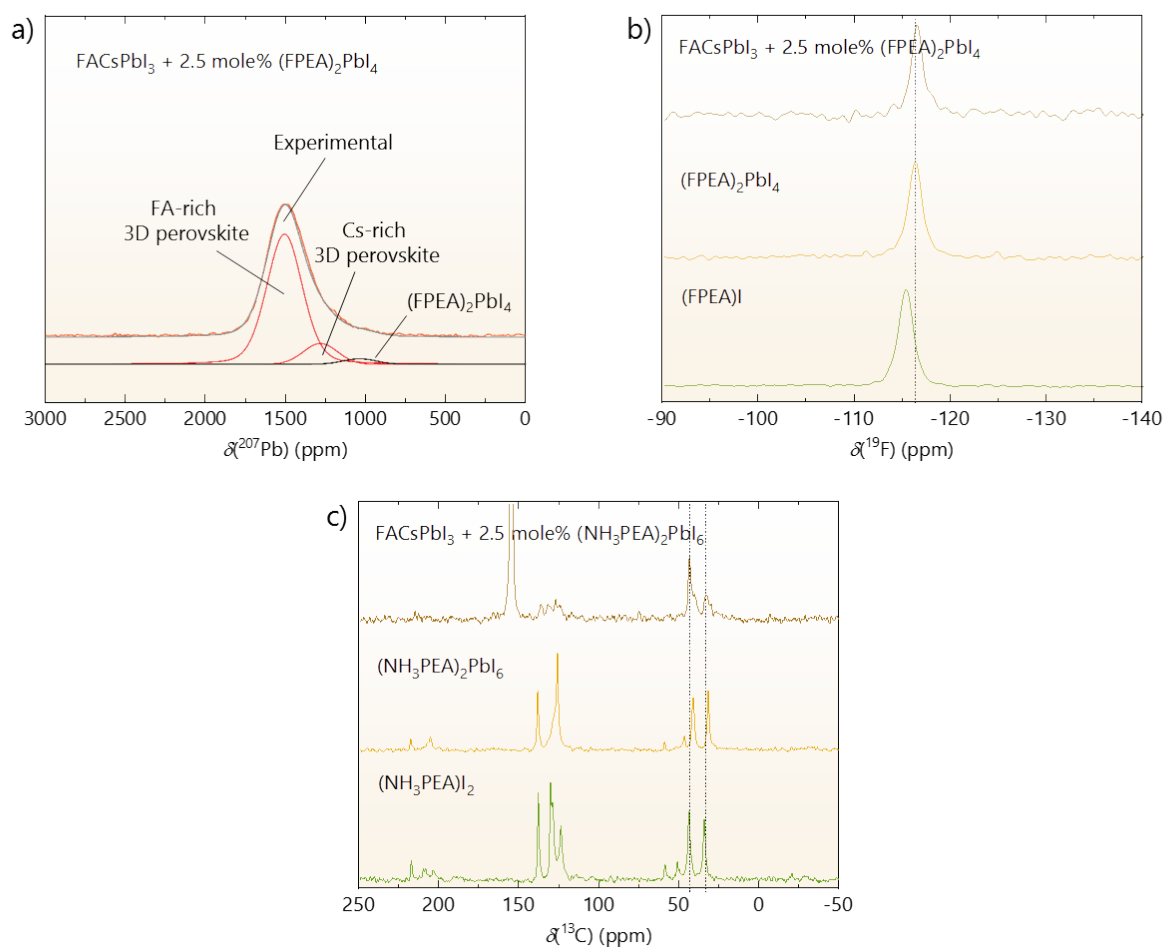 a)
FACsPbI₃ + 2.5 mole% (FPEA)₂PbI₄
Experimental
FA-rich
3D perovskite
Cs-rich
3D perovskite
(FPEA)₂PbI₄
3000 2500 2000 1500 1000 500 0
δ(²⁰⁷Pb) (ppm)
b)
FACsPbI₃ + 2.5 mole% (FPEA)₂PbI₄
(FPEA)₂PbI₄
(FPEA)I
-90 -100 -110 -120 -130 -140
δ(¹⁹F) (ppm)
c)
FACsPbI₃ + 2.5 mole% (NH₃PEA)₂PbI₆
(NH₃PEA)₂PbI₆
(NH₃PEA)I₂
250 200 150 100 50 0 -50
δ(¹³C) (ppm)